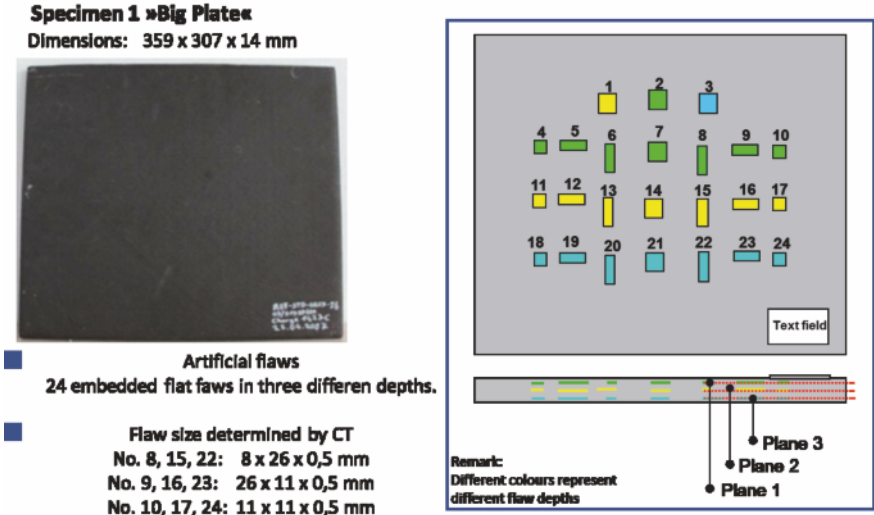 Specimen 1 »Big Plate«
Dimensions: 359 x 307 x 14 mm
Artificial flaws
24 embedded flat faws in three differen depths.
Flaw size determined by CT
No. 8, 15, 22: 8 x 26 x 0,5 mm
No. 9, 16, 23: 26 x 11 x 0,5 mm
No. 10, 17, 24: 11 x 11 x 0,5 mm
1 2 3
4 5 6 7 8 9 10
11 12 13 14 15 16 17
18 19 20 21 22 23 24
Text field
Plane 3
Plane 2
Plane 1
Remark:
Different colours represent
different flaw depths